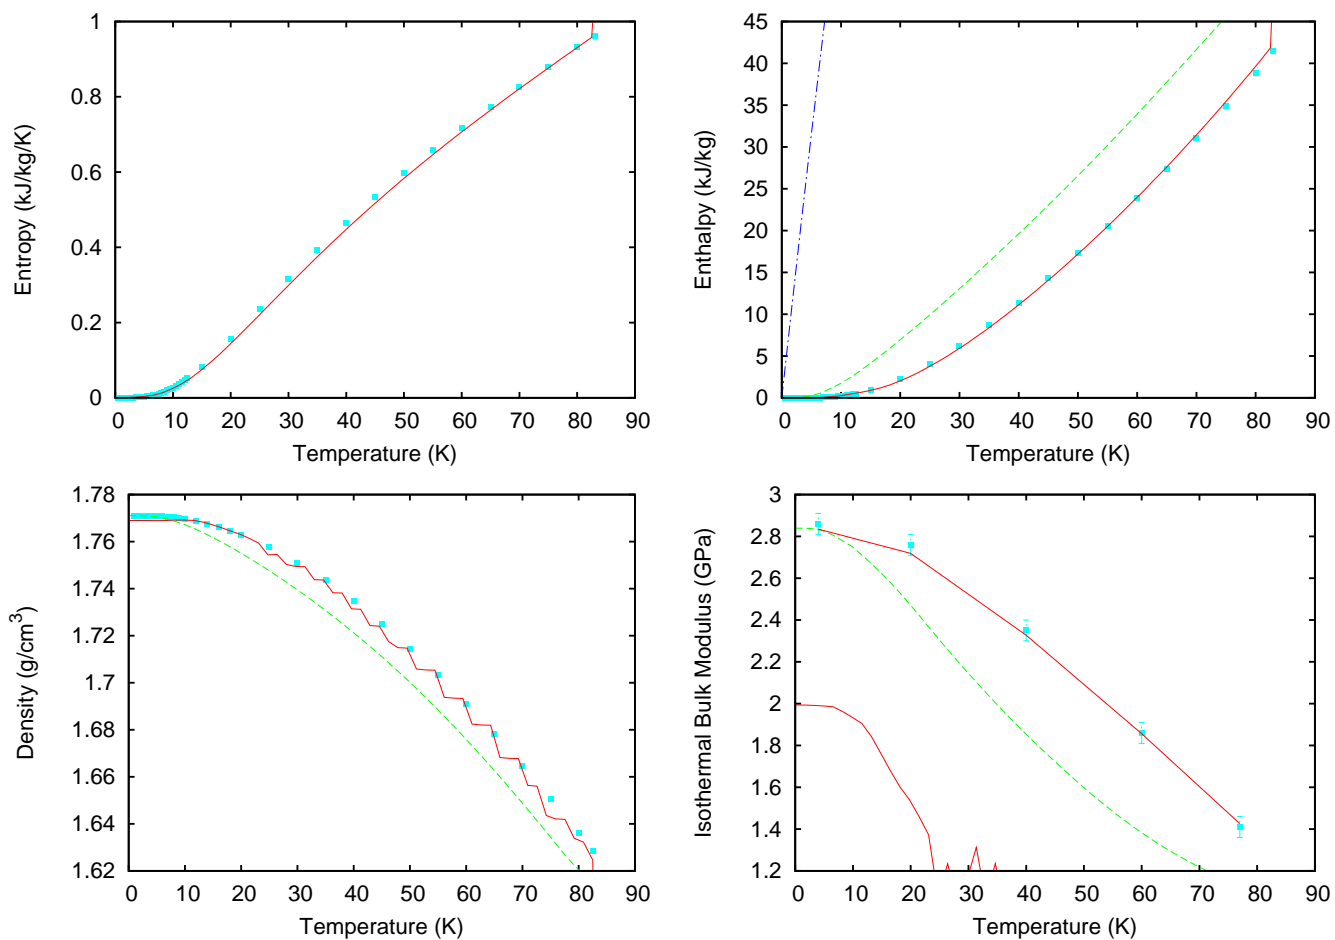 Entropy (kJ/kg/K)
1
0.8
0.6
0.4
0.2
0
0 10 20 30 40 50 60 70 80 90
Temperature (K)
Enthalpy (kJ/kg)
45
40
35
30
25
20
15
10
5
0
0 10 20 30 40 50 60 70 80 90
Temperature (K)
Density (g/cm³)
1.78
1.76
1.74
1.72
1.7
1.68
1.66
1.64
1.62
0 10 20 30 40 50 60 70 80 90
Temperature (K)
Isothermal Bulk Modulus (GPa)
3
2.8
2.6
2.4
2.2
2
1.8
1.6
1.4
1.2
0 10 20 30 40 50 60 70 80 90
Temperature (K)